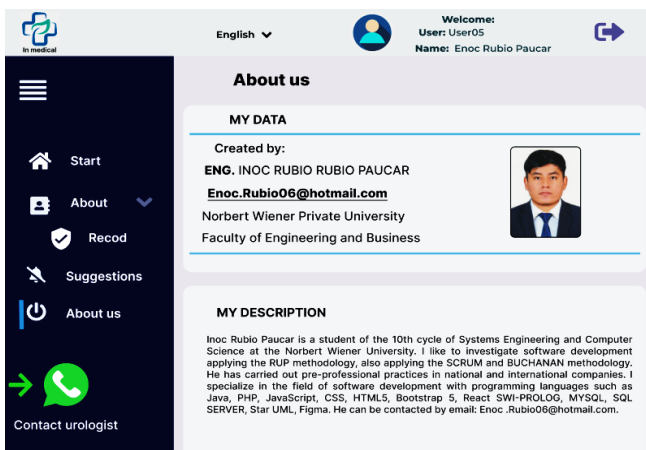 In medical
English
Welcome:
User: User05
Name: Enoc Rubio Paucar
About us
Start
About
Recod
Suggestions
About us
Contact urologist
MY DATA
Created by:
ENG. INOC RUBIO RUBIO PAUCAR
Enoc.Rubio06@hotmail.com
Norbert Wiener Private University
Faculty of Engineering and Business
MY DESCRIPTION
Inoc Rubio Paucar is a student of the 10th cycle of Systems Engineering and Computer
Science at the Norbert Wiener University. I like to investigate software development
applying the RUP methodology, also applying the SCRUM and BUCHANAN methodology.
He has carried out pre-professional practices in national and international companies. I
specialize in the field of software development with programming languages such as
Java, PHP, JavaScript, CSS, HTML5, Bootstrap 5, React SWI-PROLOG, MYSQL, SQL
SERVER, Star UML, Figma. He can be contacted by email: Enoc .Rubio06@hotmail.com.